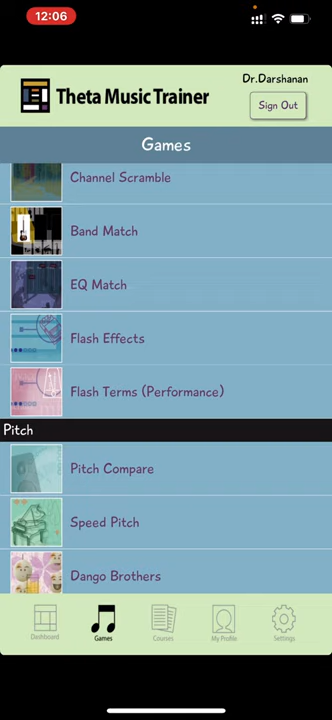 12:06
Dr.Darshanan
Theta Music Trainer
Sign Out
Games
Channel Scramble
Band Match
EQ Match
Flash Effects
Flash Terms (Performance)
Pitch
Pitch Compare
Speed Pitch
Dango Brothers
Dashboard
Games
Courses
My Profile
Settings